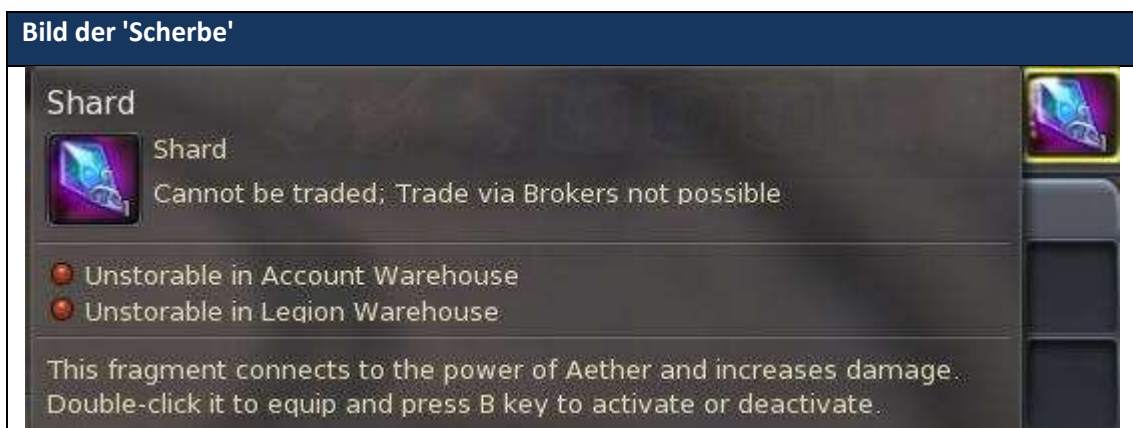 Bild der 'Scherbe'
Shard
Shard
Cannot be traded; Trade via Brokers not possible
Unstorable in Account Warehouse
Unstorable in Legion Warehouse
This fragment connects to the power of Aether and increases damage.
Double-click it to equip and press B key to activate or deactivate.